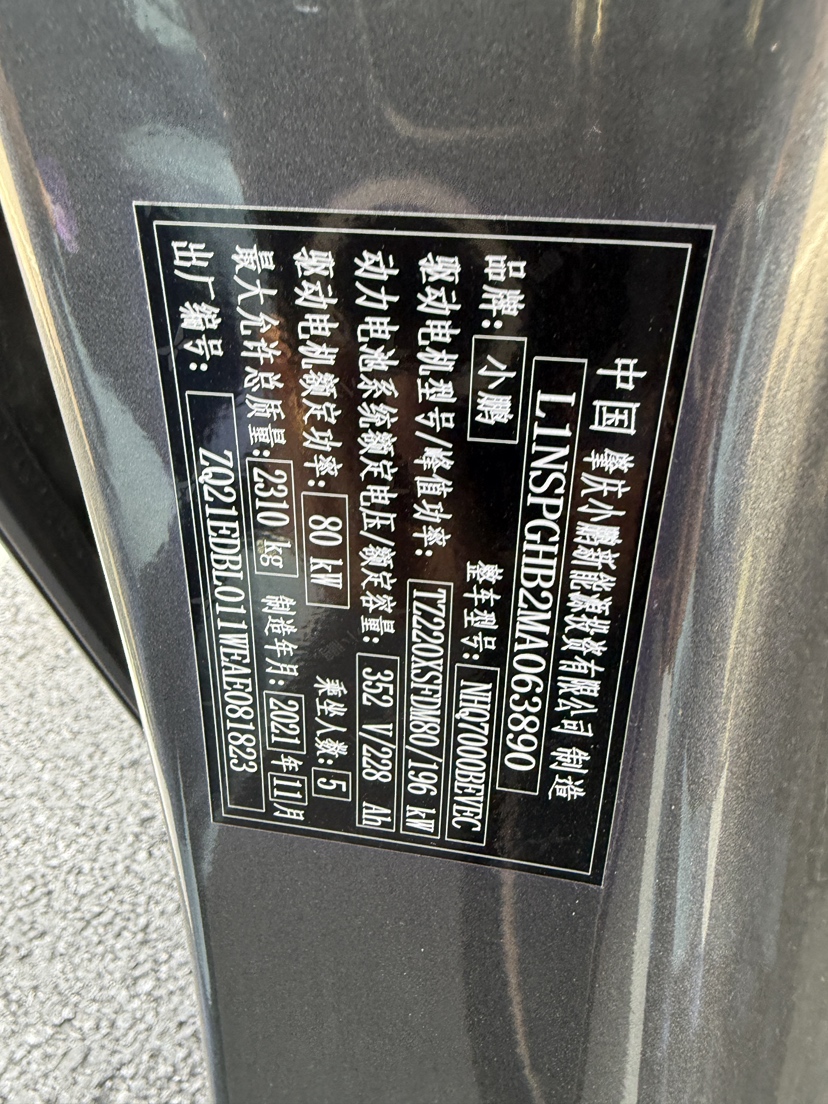 中国 肇庆小鹏新能源投资有限公司 制造
L1NSPGHB2MA063890
品牌: 小鹏 整车型号: NHQ7000BEVEC
驱动电机型号/峰值功率: TZ220XSFDM80/196 kW
动力电池系统额定电压/额定容量: 352 V/228 Ah
驱动电机额定功率: 80 kW 乘坐人数: 5
最大允许总质量: 2310 kg 制造年月: 2021 年 11 月
出厂编号: ZQ21EDBL011WEAE081823